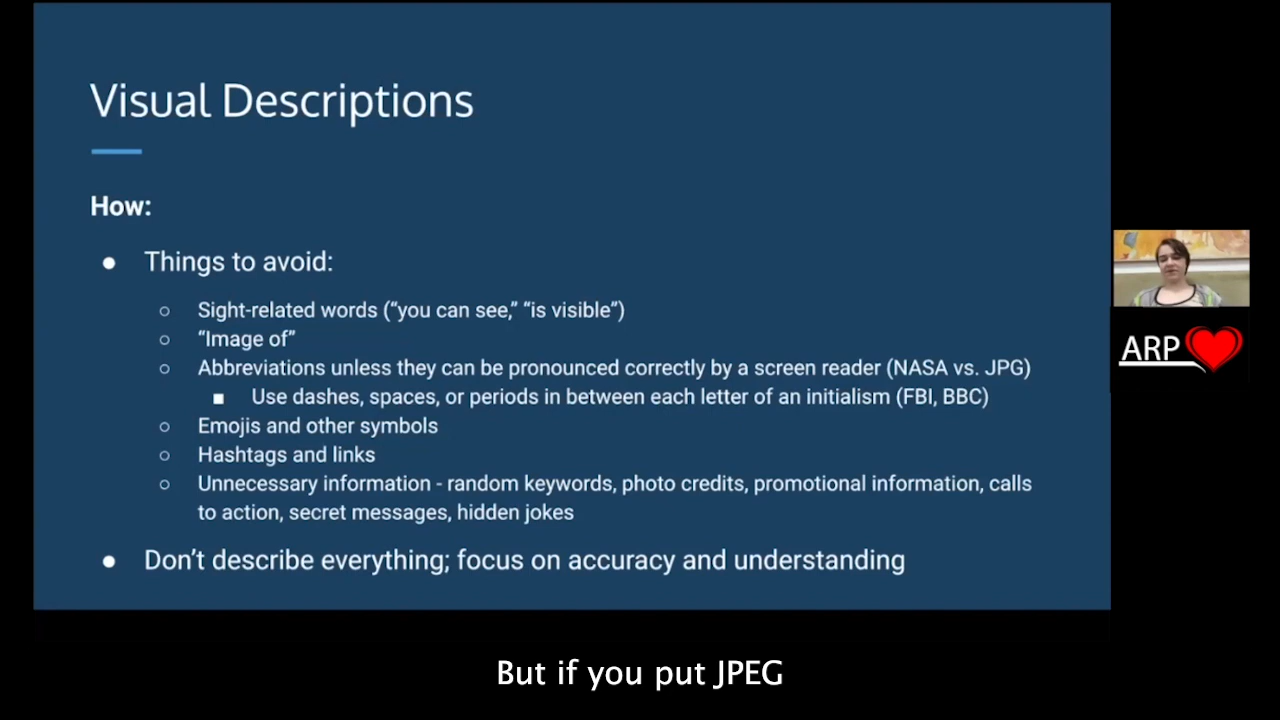 Visual Descriptions
How:
● Things to avoid:
○ Sight-related words (“you can see,” “is visible”)
○ “Image of”
○ Abbreviations unless they can be pronounced correctly by a screen reader (NASA vs. JPG)
■ Use dashes, spaces, or periods in between each letter of an initialism (FBI, BBC)
○ Emojis and other symbols
○ Hashtags and links
○ Unnecessary information - random keywords, photo credits, promotional information, calls
to action, secret messages, hidden jokes
● Don’t describe everything; focus on accuracy and understanding
ARP
But if you put JPEG